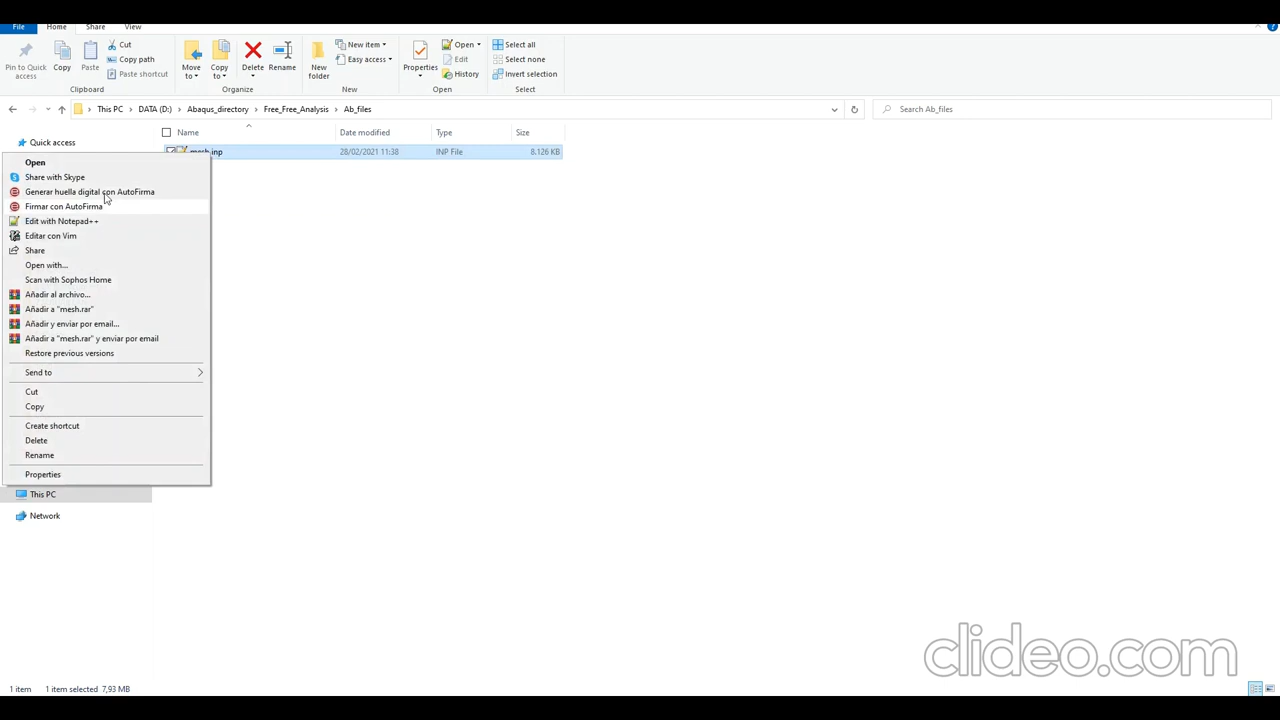 File Home Share View
Pin to Quick access
Copy
Paste
Cut
Copy path
Paste shortcut
Clipboard
Move to
Copy to
Delete
Rename
Organize
New folder
New item
Easy access
New
Properties
Open
Edit
History
Open
Select all
Select none
Invert selection
Select
This PC DATA (D:) Abaqus_directory Free_Free_Analysis Ab_files
Search Ab_files
Name Date modified Type Size
mesh.inp 28/02/2021 11:38 INP File 8.126 KB
Quick access
Open
Share with Skype
Generar huella digital con AutoFirma
Firmar con AutoFirma
Edit with Notepad++
Editar con Vim
Share
Open with...
Scan with Sophos Home
Añadir al archivo...
Añadir a "mesh.rar"
Añadir y enviar por email...
Añadir a "mesh.rar" y enviar por email
Restore previous versions
Send to
Cut
Copy
Create shortcut
Delete
Rename
Properties
This PC
Network
clideo.com
1 item 1 item selected 7,93 MB